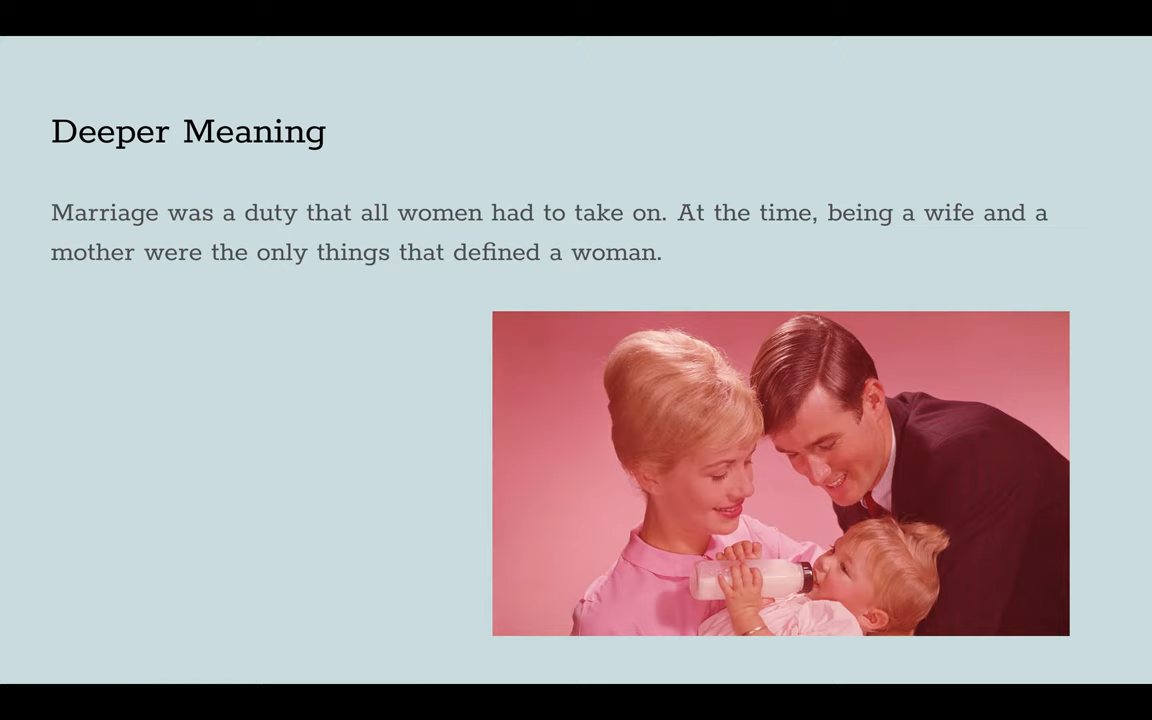 Deeper Meaning
Marriage was a duty that all women had to take on. At the time, being a wife and a
mother were the only things that defined a woman.